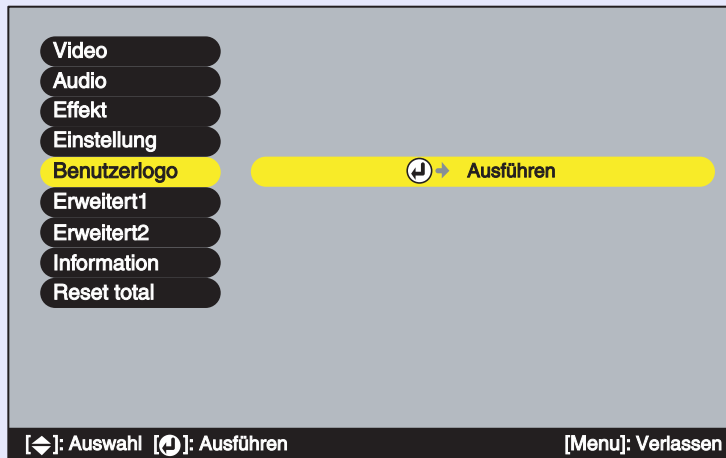 Video
Audio
Effekt
Einstellung
Benutzerlogo
Ausführen
Erweitert1
Erweitert2
Information
Reset total
[]: Auswahl []: Ausführen
[Menu]: Verlassen